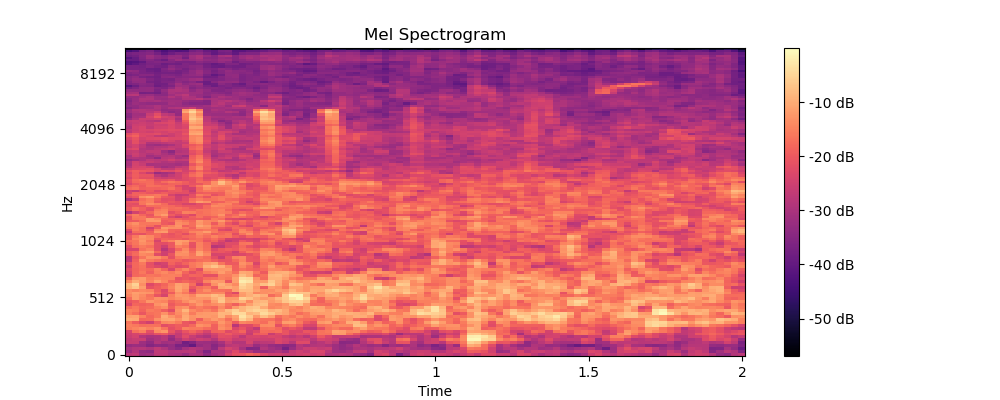 Mel Spectrogram
8192
4096
2048
1024
512
0
Hz
0 0.5 1 1.5 2
Time
-10 dB
-20 dB
-30 dB
-40 dB
-50 dB